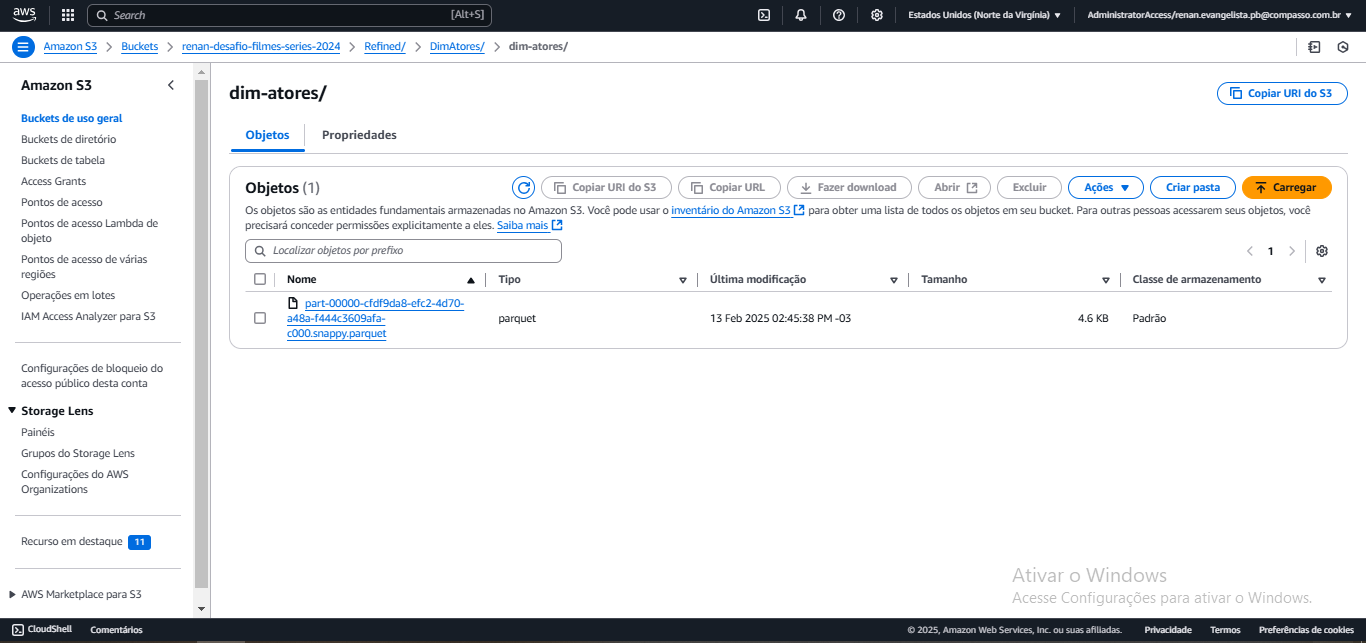 aws
Search
[Alt+S]
Estados Unidos (Norte da Virgínia)
AdministratorAccess/renan.evangelista.pb@compasso.com.br
Amazon S3
Buckets
renan-desafio-filmes-series-2024
Refined/
DimAtores/
dim-atores/
Amazon S3
Buckets de uso geral
Buckets de diretório
Buckets de tabela
Access Grants
Pontos de acesso
Pontos de acesso Lambda de
objeto
Pontos de acesso de várias
regiões
Operações em lotes
IAM Access Analyzer para S3
Configurações de bloqueio do
acesso público desta conta
Storage Lens
Painéis
Grupos do Storage Lens
Configurações do AWS
Organizations
Recurso em destaque 11
AWS Marketplace para S3
dim-atores/
Copiar URI do S3
Objetos
Propriedades
Objetos (1)
Copiar URI do S3
Copiar URL
Fazer download
Abrir
Excluir
Ações
Criar pasta
Carregar
Os objetos são as entidades fundamentais armazenadas no Amazon S3. Você pode usar o inventário do Amazon S3 para obter uma lista de todos os objetos em seu bucket. Para outras pessoas acessarem seus objetos, você
precisará conceder permissões explicitamente a eles. Saiba mais
Localizar objetos por prefixo
1
Nome
Tipo
Última modificação
Tamanho
Classe de armazenamento
part-00000-cfdf9da8-efc2-4d70-
a48a-f444c3609afa-
c000.snappy.parquet
parquet
13 Feb 2025 02:45:38 PM -03
4.6 KB
Padrão
Ativar o Windows
Acesse Configurações para ativar o Windows.
CloudShell
Comentários
© 2025, Amazon Web Services, Inc. ou suas afiliadas.
Privacidade
Termos
Preferências de cookies